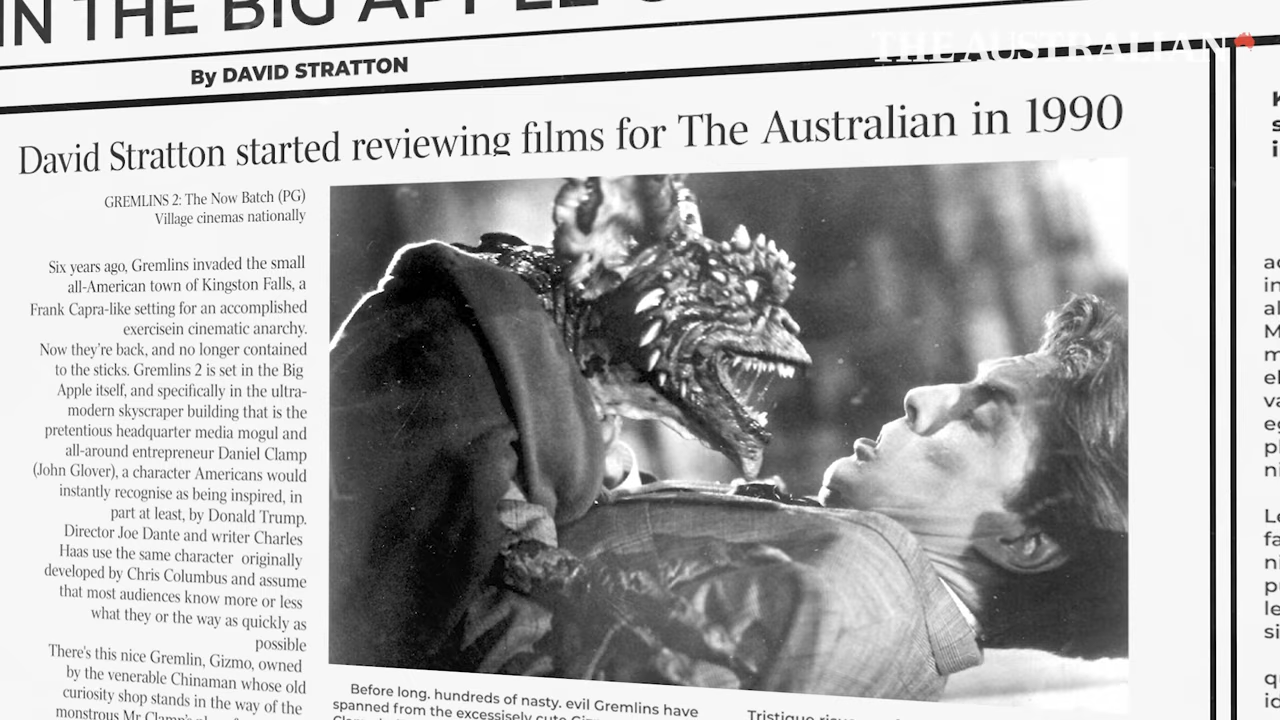 IN THE BIG APPLE
By DAVID STRATTON
THE AUSTRALIAN
David Stratton started reviewing films for The Australian in 1990
GREMLINS 2: The Now Batch (PG)
Village cinemas nationally
Six years ago, Gremlins invaded the small
all-American town of Kingston Falls, a
Frank Capra-like setting for an accomplished
exercisein cinematic anarchy.
Now they're back, and no longer contained
to the sticks. Gremlins 2 is set in the Big
Apple itself, and specifically in the ultra-
modern skyscraper building that is the
pretentious headquarter media mogul and
all-around entrepreneur Daniel Clamp
(John Glover), a character Americans would
instantly recognise as being inspired, in
part at least, by Donald Trump.
Director Joe Dante and writer Charles
Haas use the same character originally
developed by Chris Columbus and assume
that most audiences know more or less
what they or the way as quickly as
possible
There's this nice Gremlin, Gizmo, owned
by the venerable Chinaman whose old
curiosity shop stands in the way of the
monstrous Mr
Before long. hundreds of nasty. evil Gremlins have
spanned from the excessisely cute